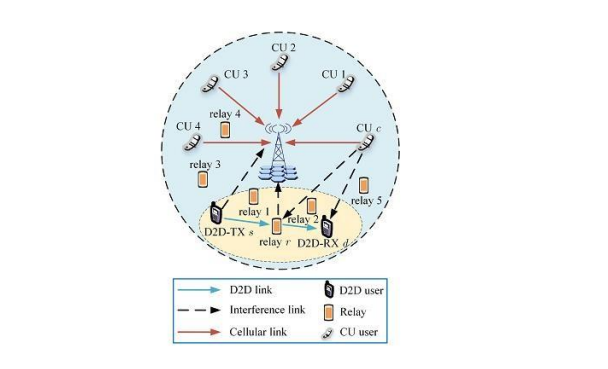 CU 2
CU 3
CU 1
relay 4
CU 4
CU c
relay 3
relay 5
relay 1
relay 2
D2D-TX s
relay r
D2D-RX d
D2D link
D2D user
Interference link
Relay
Cellular link
CU user